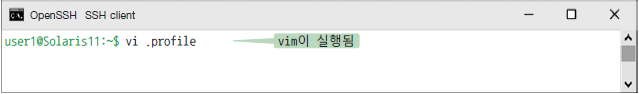 OpenSSH SSH client
user1@Solaris11:~$ vi .profile vim이 실행됨